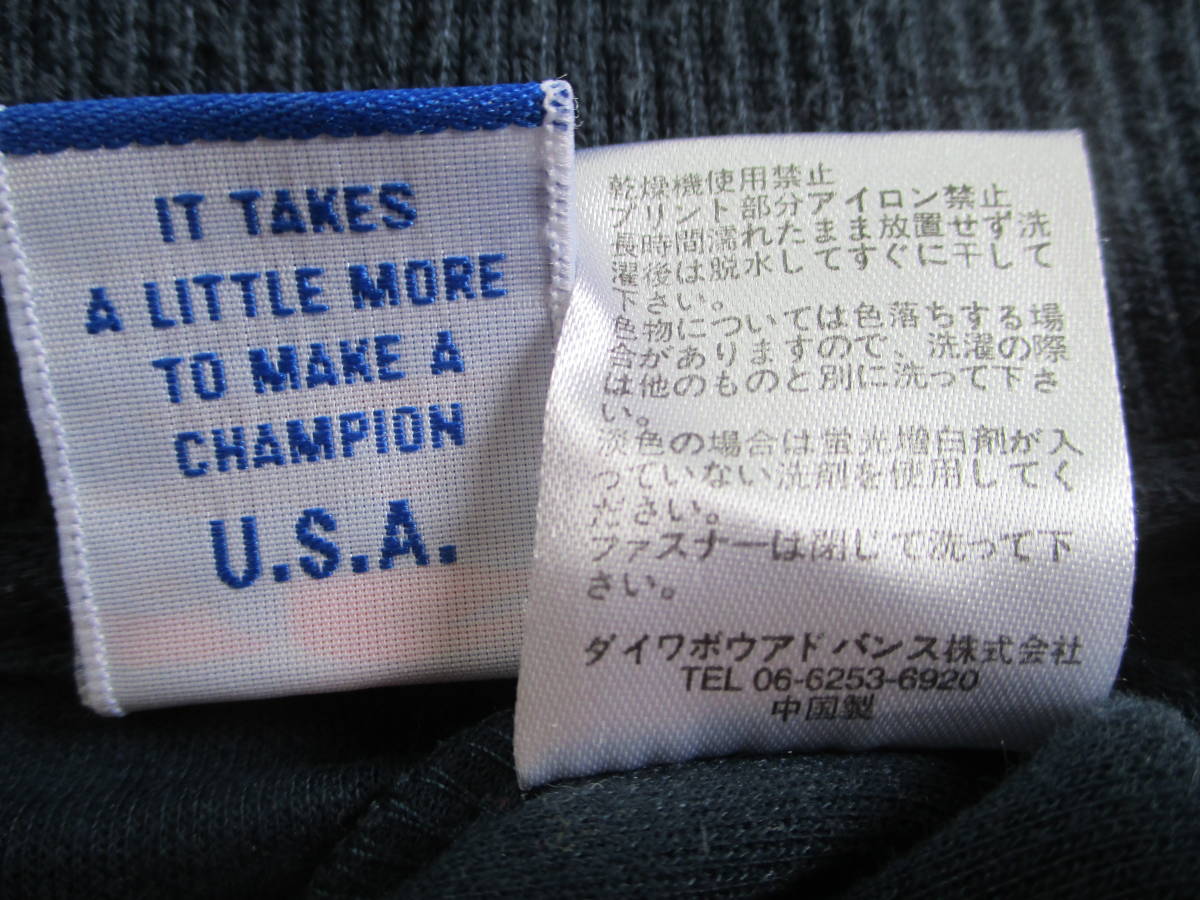 IT TAKES
A LITTLE MORE
TO MAKE A
CHAMPION
U.S.A.
乾燥機使用禁止
プリント部分アイロン禁止
長時間濡れたまま放置せず洗
濯後は脱水してすぐに干して
下さい。
色物については色落ちする場
合がありますので、洗濯の際
は他のものと別に洗って下さ
い。
淡色の場合は蛍光増白剤が入
っていない洗剤を使用してく
ださい。
ファスナーは閉じて洗って下
さい。
ダイワボウアドバンス株式会社
TEL 06-6253-6920
中国製